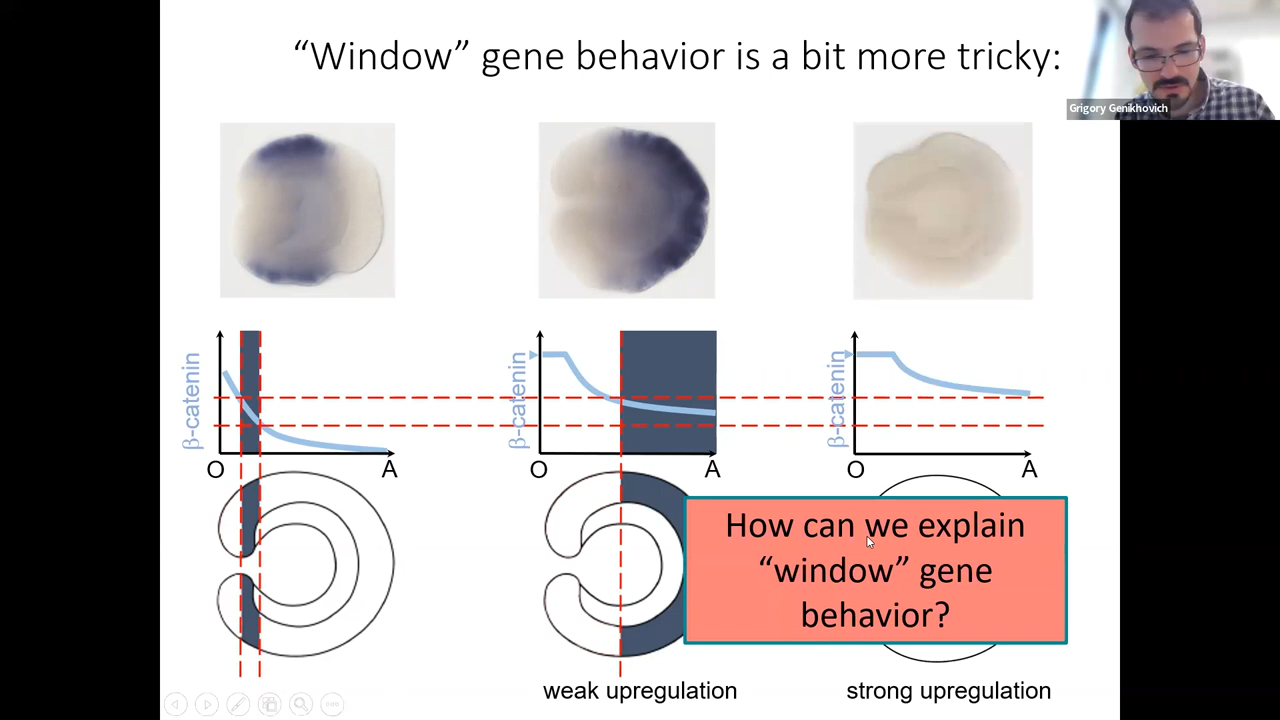 “Window” gene behavior is a bit more tricky:
Grigory Genikhovich
β-catenin
O
A
β-catenin
O
A
β-catenin
O
A
How can we explain
“window” gene
behavior?
weak upregulation
strong upregulation